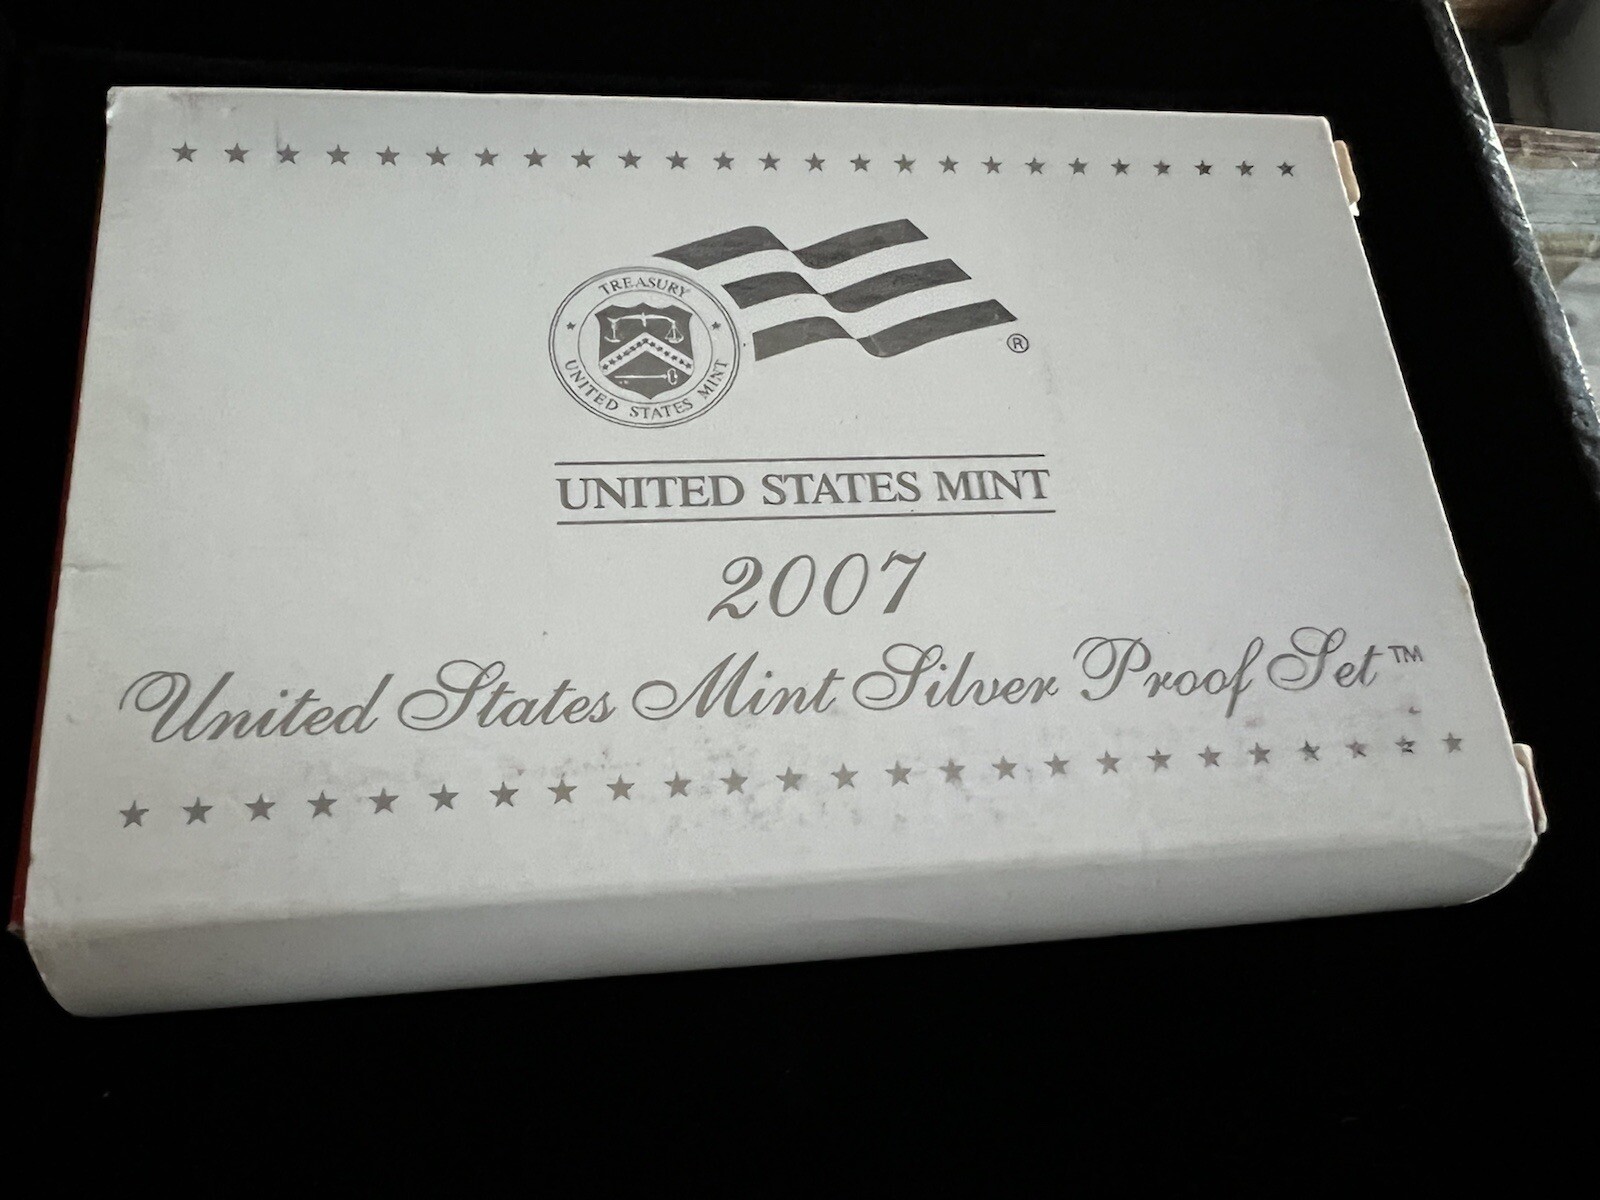 TREASURY
UNITED STATES MINT
®
UNITED STATES MINT
2007
United States Mint Silver Proof Set™